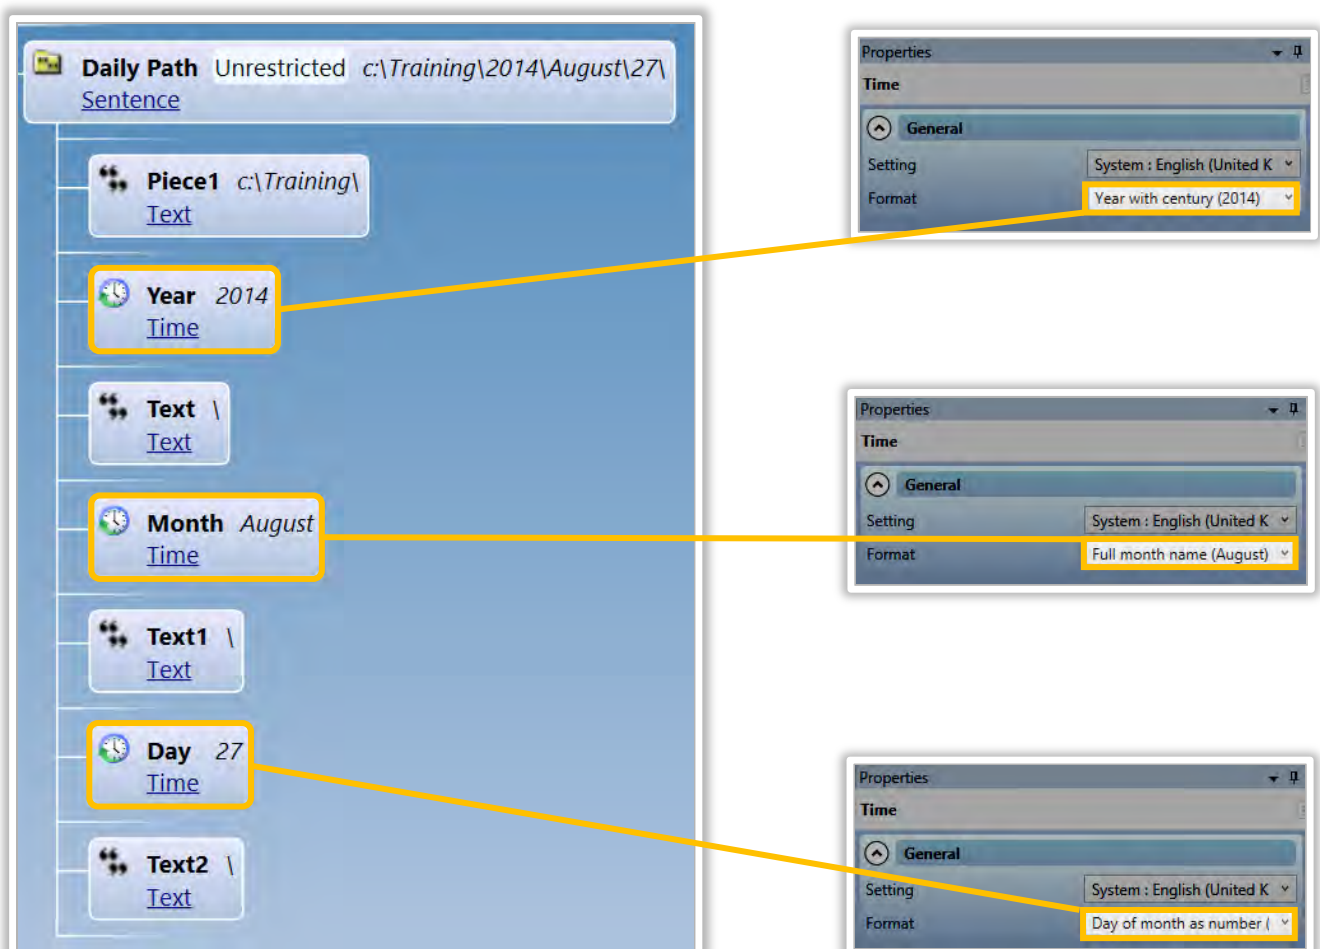 Daily Path Unrestricted c:\Training\2014\August\27\
Sentence
Piece1 c:\Training\
Text
Year 2014
Time
Text \
Text
Month August
Time
Text1 \
Text
Day 27
Time
Text2 \
Text
Properties
Time
General
Setting System : English (United K
Format Year with century (2014)
Properties
Time
General
Setting System : English (United K
Format Full month name (August)
Properties
Time
General
Setting System : English (United K
Format Day of month as number (